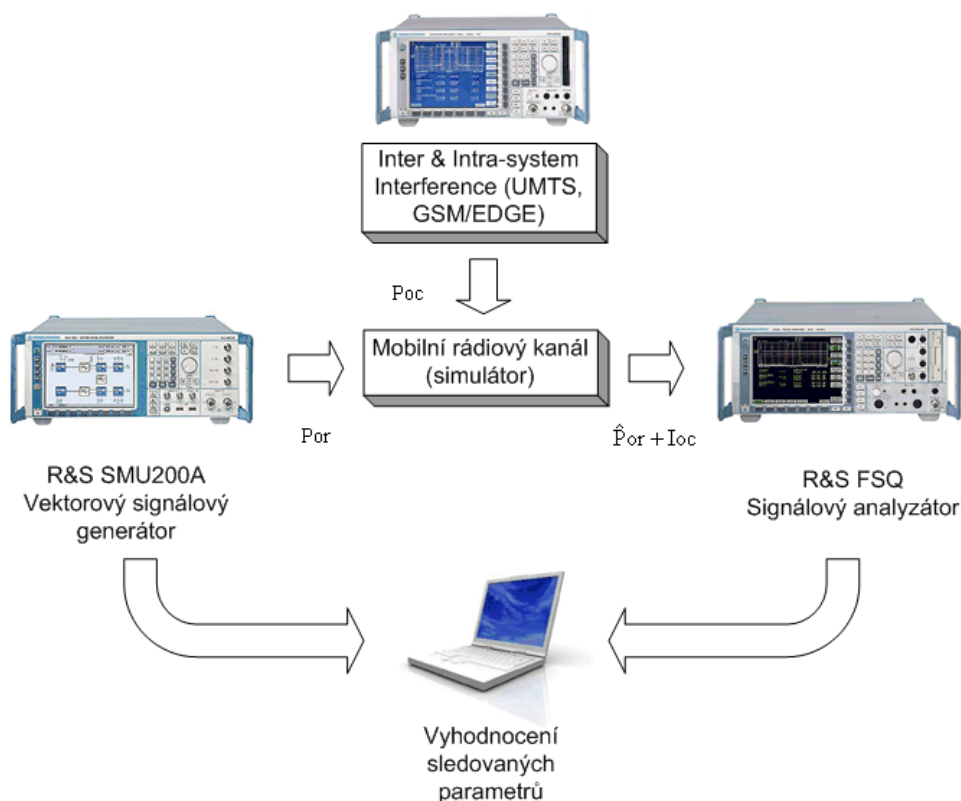 Inter & Intra-system
Interference (UMTS,
GSM/EDGE)
Poc
Mobilní rádiový kanál
(simulátor)
Por
P̂or + Ioc
R&S SMU200A
Vektorový signálový
generátor
R&S FSQ
Signálový analyzátor
Vyhodnocení
sledovaných
parametrů